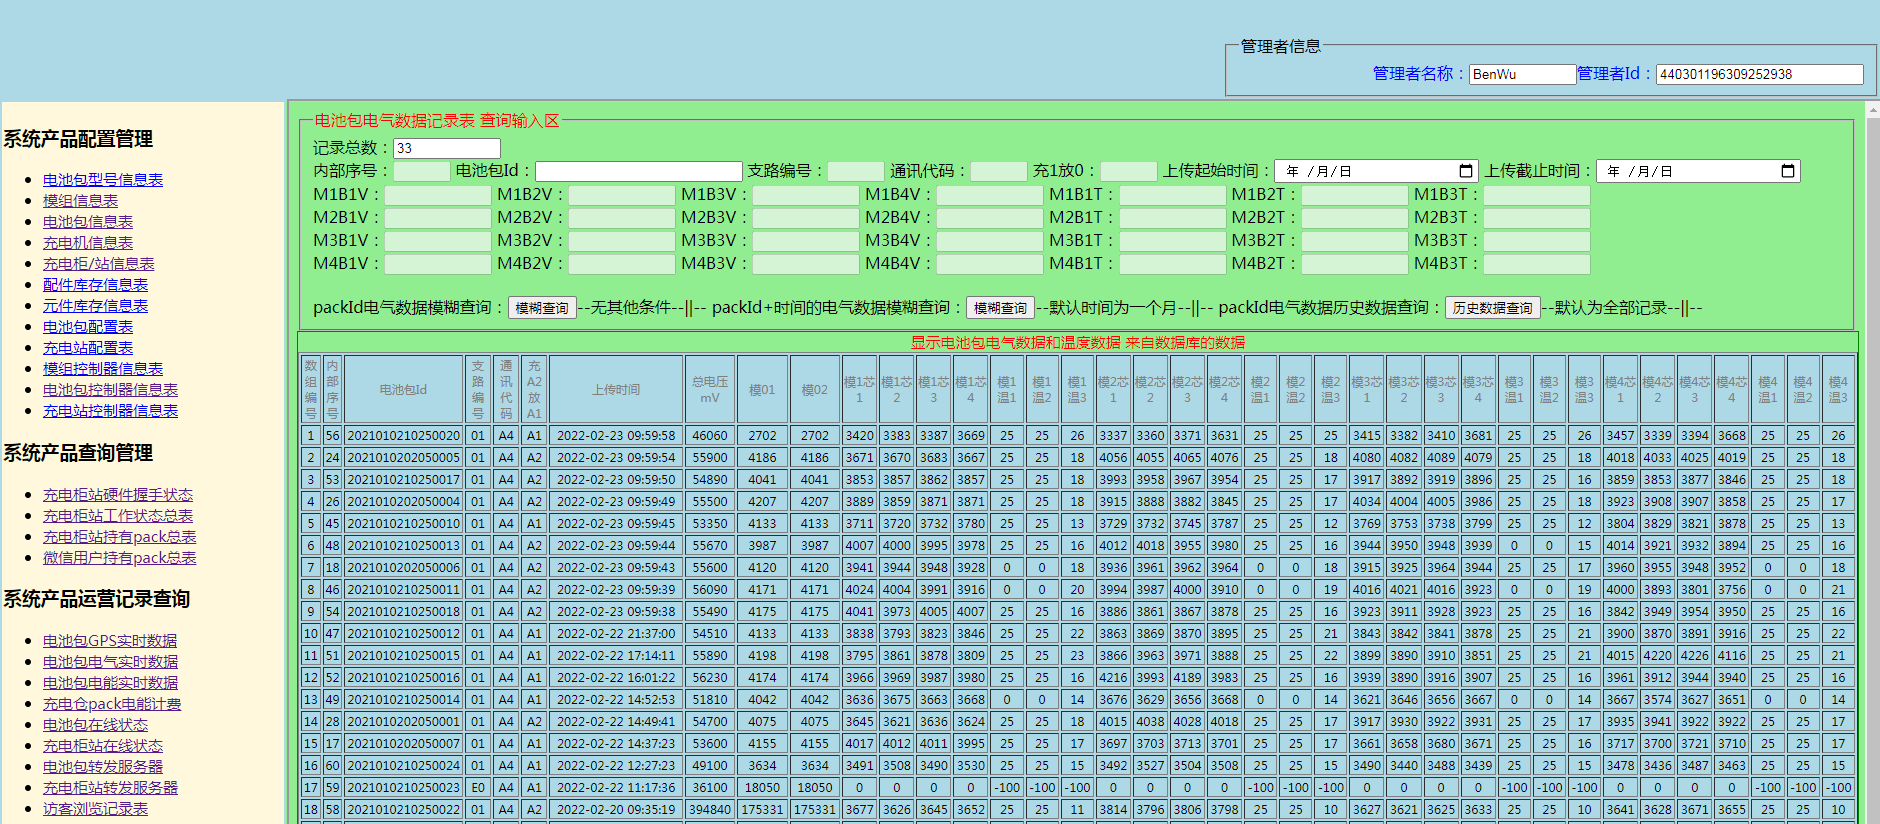 管理者信息
管理者名称：BenWu 管理者Id：440301196309252938
系统产品配置管理
电池包型号信息表
模组信息表
电池包信息表
充电机信息表
充电柜/站信息表
配件库存信息表
元件库存信息表
电池包配置表
充电站配置表
模组控制器信息表
电池包控制器信息表
充电站控制器信息表
系统产品查询管理
充电柜站硬件握手状态
充电柜站工作状态总表
充电柜站持有pack总表
微信用户持有pack总表
系统产品运营记录查询
电池包GPS实时数据
电池包电气实时数据
电池包电能实时数据
充电仓pack电能计费
电池包在线状态
充电柜站在线状态
电池包转发服务器
充电柜站转发服务器
访客浏览记录表
电池包电气数据记录表 查询输入区
记录总数：33
内部序号： 电池包Id： 支路编号： 通讯代码： 充1放0： 上传起始时间： 年 /月/日 上传截止时间： 年 /月/日
M1B1V： M1B2V： M1B3V： M1B4V： M1B1T： M1B2T： M1B3T：
M2B1V： M2B2V： M2B3V： M2B4V： M2B1T： M2B2T： M2B3T：
M3B1V： M3B2V： M3B3V： M3B4V： M3B1T： M3B2T： M3B3T：
M4B1V： M4B2V： M4B3V： M4B4V： M4B1T： M4B2T： M4B3T：
packId电气数据模糊查询： 模糊查询 --无其他条件--||-- packId+时间的电气数据模糊查询： 模糊查询 --默认时间为一个月--||-- packId电气数据历史数据查询： 历史数据查询 --默认为全部记录--||--
显示电池包电气数据和温度数据 来自数据库的数据
数组编号 内部序号 电池包Id 支路编号 通讯代码 充A2放A1 上传时间 总电压mV 模01 模02 模1芯1 模1芯2 模1芯3 模1芯4 模1温1 模1温2 模1温3 模2芯1 模2芯2 模2芯3 模2芯4 模2温1 模2温2 模2温3 模3芯1 模3芯2 模3芯3 模3芯4 模3温1 模3温2 模3温3 模4芯1 模4芯2 模4芯3 模4芯4 模4温1 模4温2 模4温3
1 56 2021010210250020 01 A4 A1 2022-02-23 09:59:58 46060 2702 2702 3420 3383 3387 3669 25 25 26 3337 3360 3371 3631 25 25 25 3415 3382 3410 3681 25 25 26 3457 3339 3394 3668 25 25 26
2 24 2021010202050005 01 A4 A2 2022-02-23 09:59:54 55900 4186 4186 3671 3670 3683 3667 25 25 18 4056 4055 4065 4076 25 25 18 4080 4082 4089 4079 25 25 18 4018 4033 4025 4019 25 25 18
3 53 2021010210250017 01 A4 A2 2022-02-23 09:59:50 54890 4041 4041 3853 3857 3862 3857 25 25 18 3993 3958 3967 3954 25 25 17 3917 3892 3919 3896 25 25 16 3859 3853 3877 3846 25 25 18
4 26 2021010202050004 01 A4 A2 2022-02-23 09:59:49 55500 4207 4207 3889 3859 3871 3871 25 25 18 3915 3888 3882 3845 25 25 17 4034 4004 4005 3986 25 25 18 3923 3908 3907 3858 25 25 17
5 45 2021010210250010 01 A4 A1 2022-02-23 09:59:45 53350 4133 4133 3711 3720 3732 3780 25 25 13 3729 3732 3745 3787 25 25 12 3769 3753 3738 3799 25 25 12 3804 3829 3821 3878 25 25 13
6 48 2021010210250013 01 A4 A2 2022-02-23 09:59:44 55670 3987 3987 4007 4000 3995 3978 25 25 16 4012 4018 3955 3980 25 25 16 3944 3950 3948 3939 0 0 15 4014 3921 3932 3894 25 25 16
7 18 2021010202050006 01 A4 A2 2022-02-23 09:59:43 55600 4120 4120 3941 3944 3948 3928 0 0 18 3936 3961 3962 3964 0 0 18 3915 3925 3964 3944 25 25 17 3960 3955 3948 3952 0 0 18
8 46 2021010210250011 01 A4 A2 2022-02-23 09:59:39 56090 4171 4171 4024 4004 3991 3916 0 0 20 3994 3987 4000 3910 0 0 19 4016 4021 4016 3923 0 0 19 4000 3893 3801 3756 0 0 21
9 54 2021010210250018 01 A4 A2 2022-02-23 09:59:38 55490 4175 4175 4041 3973 4005 4007 25 25 16 3886 3861 3867 3878 25 25 16 3923 3911 3928 3923 25 25 16 3842 3949 3954 3950 25 25 16
10 47 2021010210250012 01 A4 A1 2022-02-22 21:37:00 54510 4133 4133 3838 3793 3823 3846 25 25 22 3863 3869 3870 3895 25 25 21 3843 3842 3841 3878 25 25 21 3900 3870 3891 3916 25 25 22
11 51 2021010210250015 01 A4 A1 2022-02-22 17:14:11 55890 4198 4198 3795 3861 3878 3809 25 25 23 3866 3963 3971 3888 25 25 22 3899 3890 3910 3851 25 25 21 4015 4220 4226 4116 25 25 21
12 52 2021010210250016 01 A4 A1 2022-02-22 16:01:22 56230 4174 4174 3966 3969 3987 3980 25 25 16 4216 3993 4189 3983 25 25 16 3939 3890 3916 3907 25 25 16 3961 3912 3944 3940 25 25 16
13 49 2021010210250014 01 A4 A1 2022-02-22 14:52:53 51810 4042 4042 3636 3675 3663 3668 0 0 14 3676 3629 3656 3668 0 0 14 3621 3646 3656 3667 0 0 14 3667 3574 3627 3651 0 0 14
14 28 2021010202050001 01 A4 A2 2022-02-22 14:49:41 54700 4075 4075 3645 3621 3636 3624 25 25 18 4015 4038 4028 4018 25 25 17 3917 3930 3922 3931 25 25 17 3935 3941 3922 3922 25 25 17
15 17 2021010202050007 01 A4 A1 2022-02-22 14:37:23 53600 4155 4155 4017 4012 4011 3995 25 25 17 3697 3703 3713 3701 25 25 17 3661 3658 3680 3671 25 25 16 3717 3700 3721 3710 25 25 17
16 60 2021010210250024 01 A4 A1 2022-02-22 12:27:23 49100 3634 3634 3491 3508 3490 3530 25 25 15 3492 3527 3504 3508 25 25 15 3490 3440 3488 3439 25 25 15 3478 3436 3487 3463 25 25 15
17 59 2021010210250023 E0 A4 A1 2022-02-22 11:17:36 36100 18050 18050 0 0 0 0 -100 -100 -100 0 0 0 0 -100 -100 -100 0 0 0 0 -100 -100 -100 0 0 0 0 -100 -100 -100
18 58 2021010210250022 01 A4 A2 2022-02-20 09:35:19 394840 175331 175331 3677 3626 3645 3652 25 25 11 3814 3796 3806 3798 25 25 10 3627 3621 3625 3633 25 25 10 3641 3628 3671 3655 25 25 10